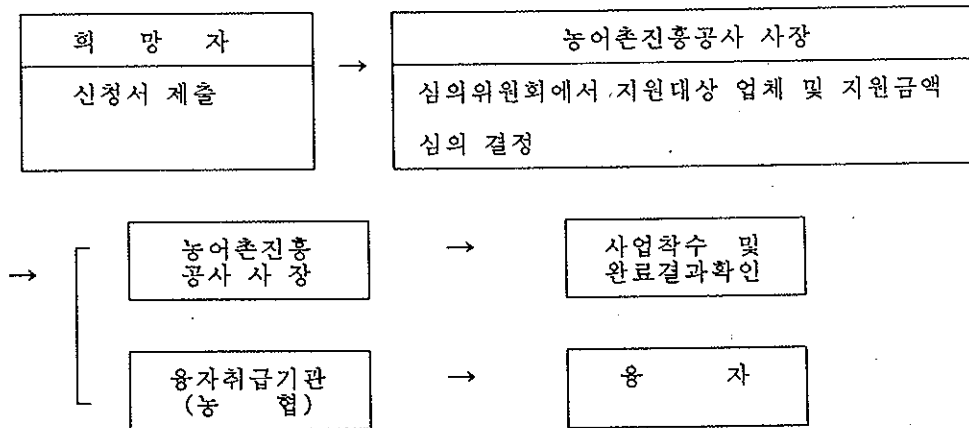 희 망 자
신청서 제출
→
농어촌진흥공사 사장
심의위원회에서 지원대상 업체 및 지원금액
심의 결정
→
농어촌진흥
공사 사 장
→
사업착수 및
완료결과확인
융자취급기관
(농 협)
→
융 자